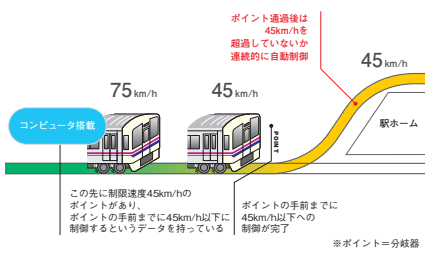 ポイント通過後は
45km/hを
超過していないか
連続的に自動制御
45km/h
75km/h
45km/h
コンピュータ搭載
POINT
駅ホーム
この先に制限速度45km/hの
ポイントがあり、
ポイントの手前までに45km/h以下に
制御するというデータを持っている
ポイントの手前までに
45km/h以下への
制御が完了
※ポイント＝分岐器